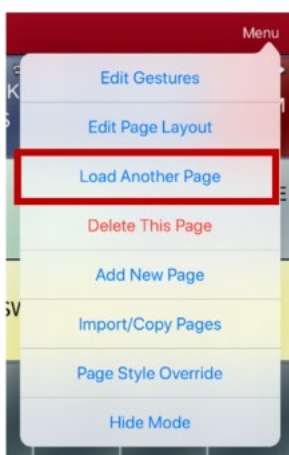 Menu
Edit Gestures
Edit Page Layout
Load Another Page
Delete This Page
Add New Page
Import/Copy Pages
Page Style Override
Hide Mode